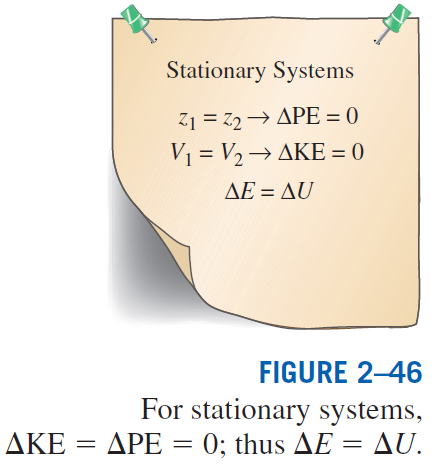 Stationary Systems
z₁ = z₂ → ΔPE = 0
V₁ = V₂ → ΔKE = 0
ΔE = ΔU
FIGURE 2–46
For stationary systems,
ΔKE = ΔPE = 0; thus ΔE = ΔU.